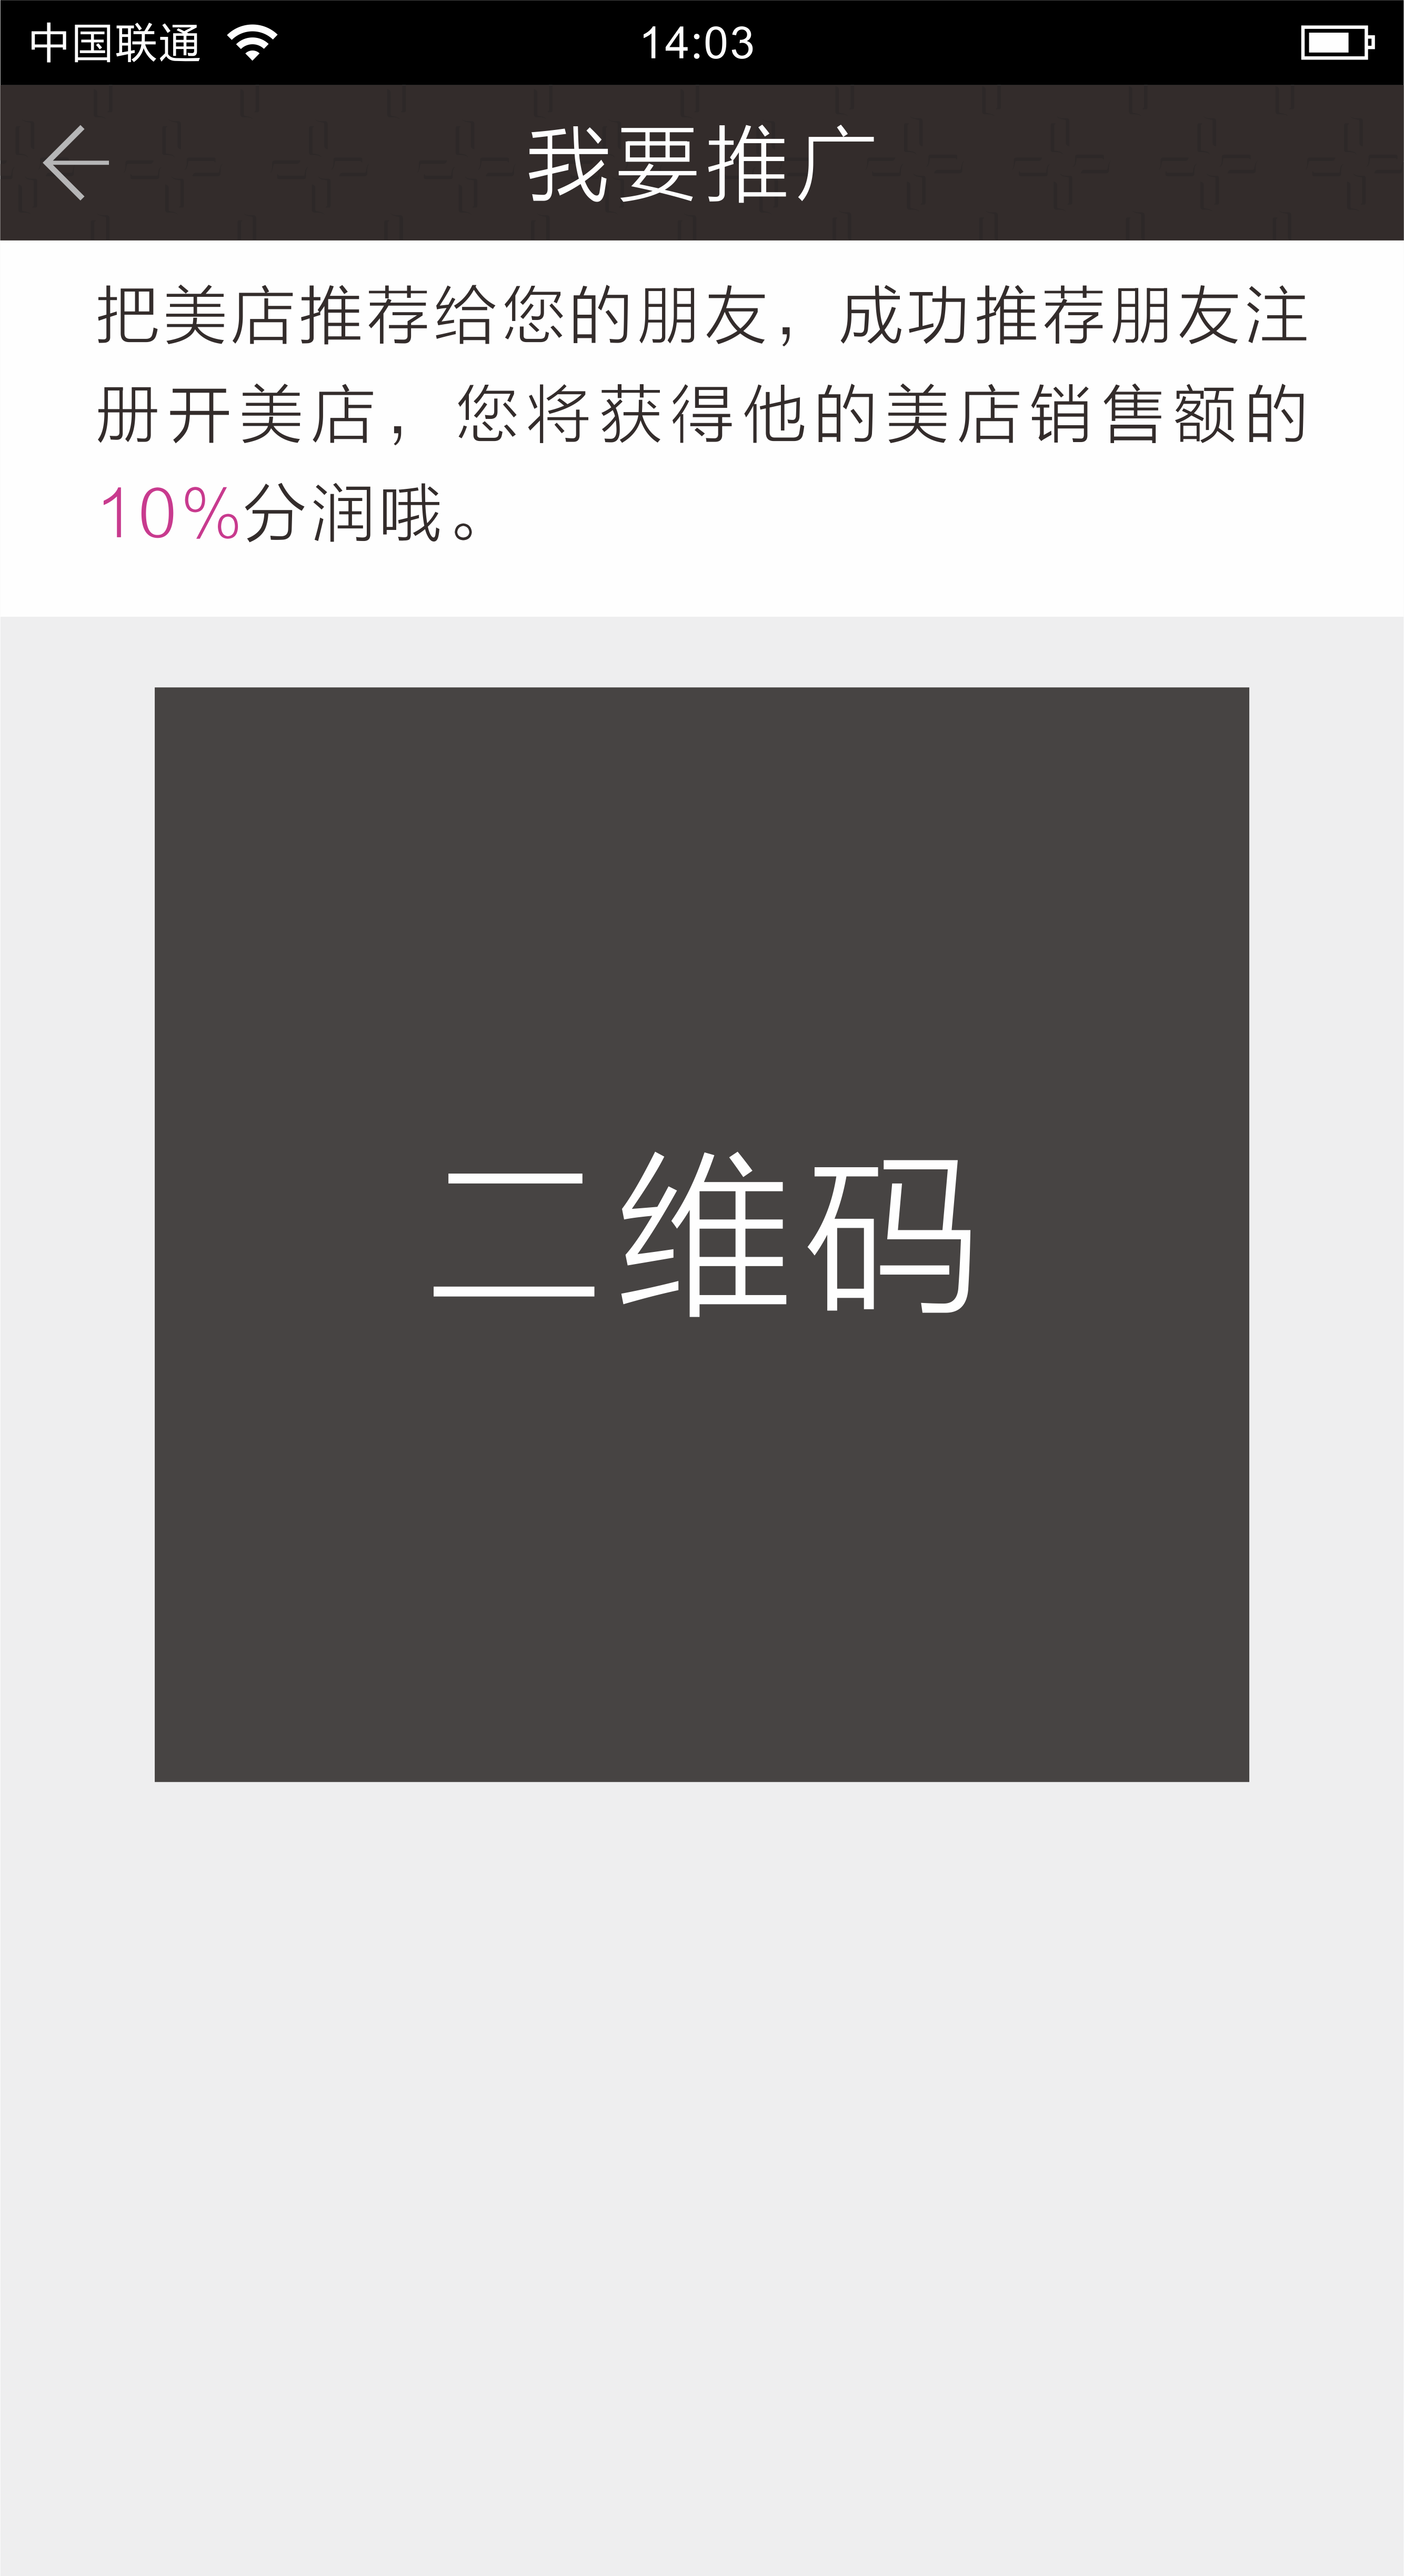 中国联通 14:03
我要推广
把美店推荐给您的朋友，成功推荐朋友注
册开美店，您将获得他的美店销售额的
10%分润哦。
二维码